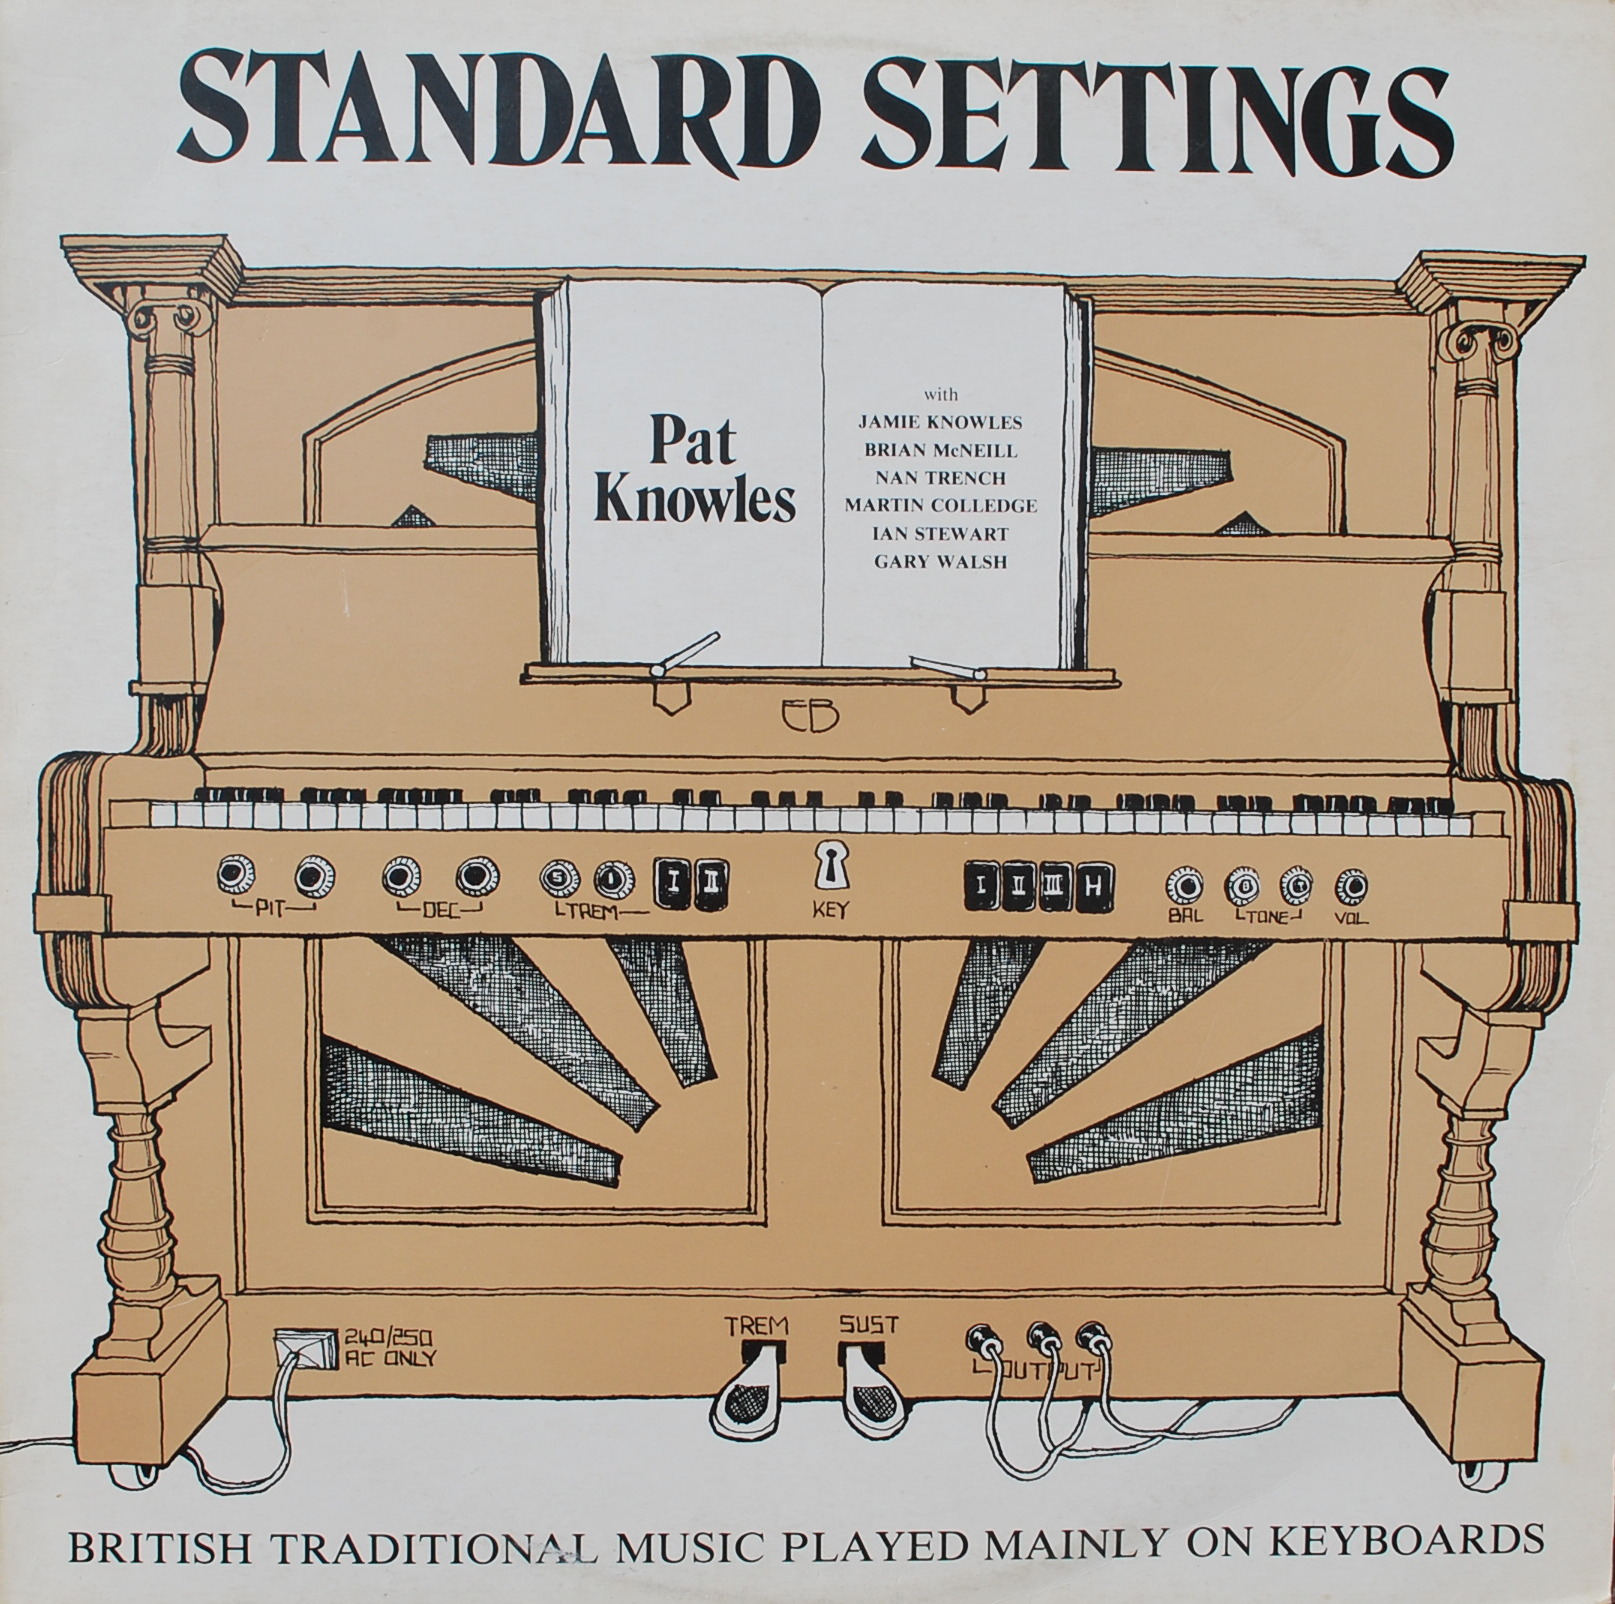 STANDARD SETTINGS
Pat
Knowles
with
JAMIE KNOWLES
BRIAN McNEILL
NAN TRENCH
MARTIN COLLEDGE
IAN STEWART
GARY WALSH
EB
S I I II
I II III H
B T
PIT DEC TREM KEY BAL TONE VOL
TREM SUST
240/250
AC ONLY
OUTPUT
BRITISH TRADITIONAL MUSIC PLAYED MAINLY ON KEYBOARDS